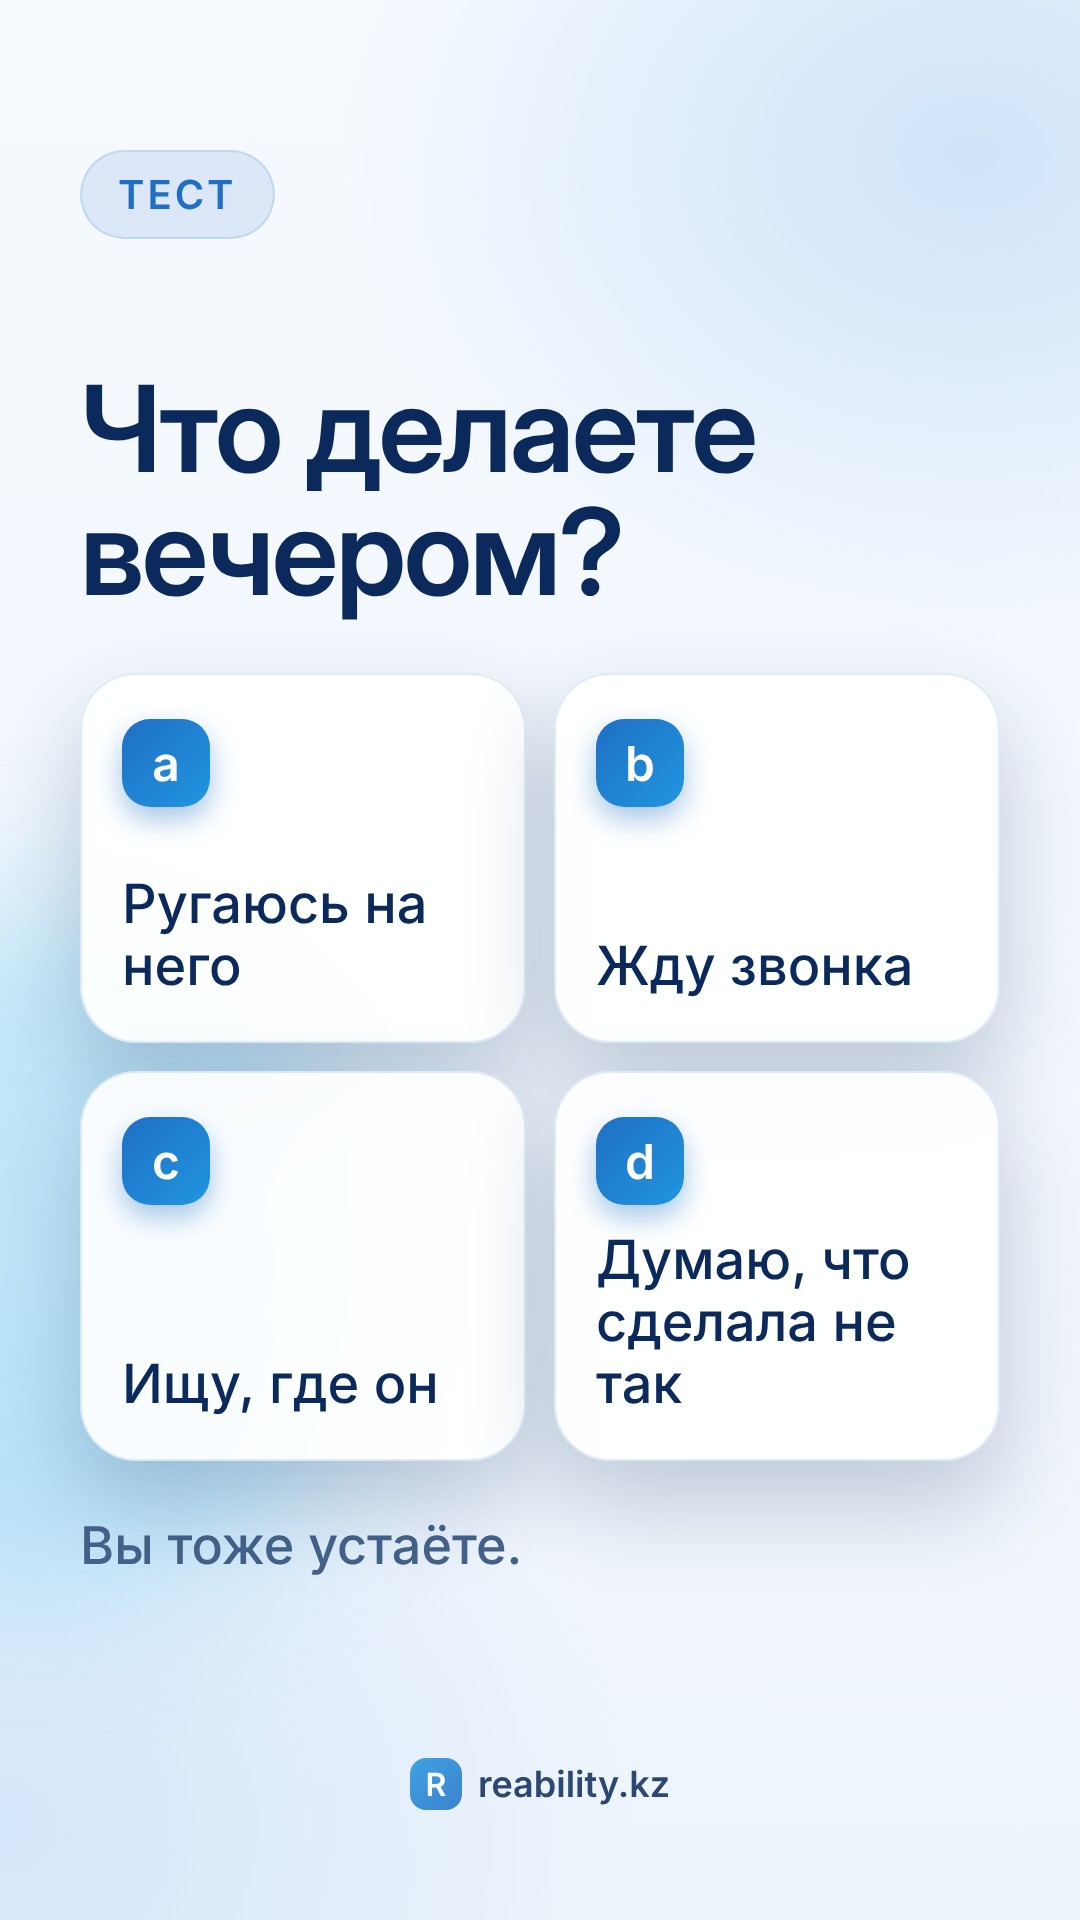 ТЕСТ
Что делаете
вечером?
a
Ругаюсь на
него
b
Жду звонка
c
Ищу, где он
d
Думаю, что
сделала не
так
Вы тоже устаёте.
R reability.kz